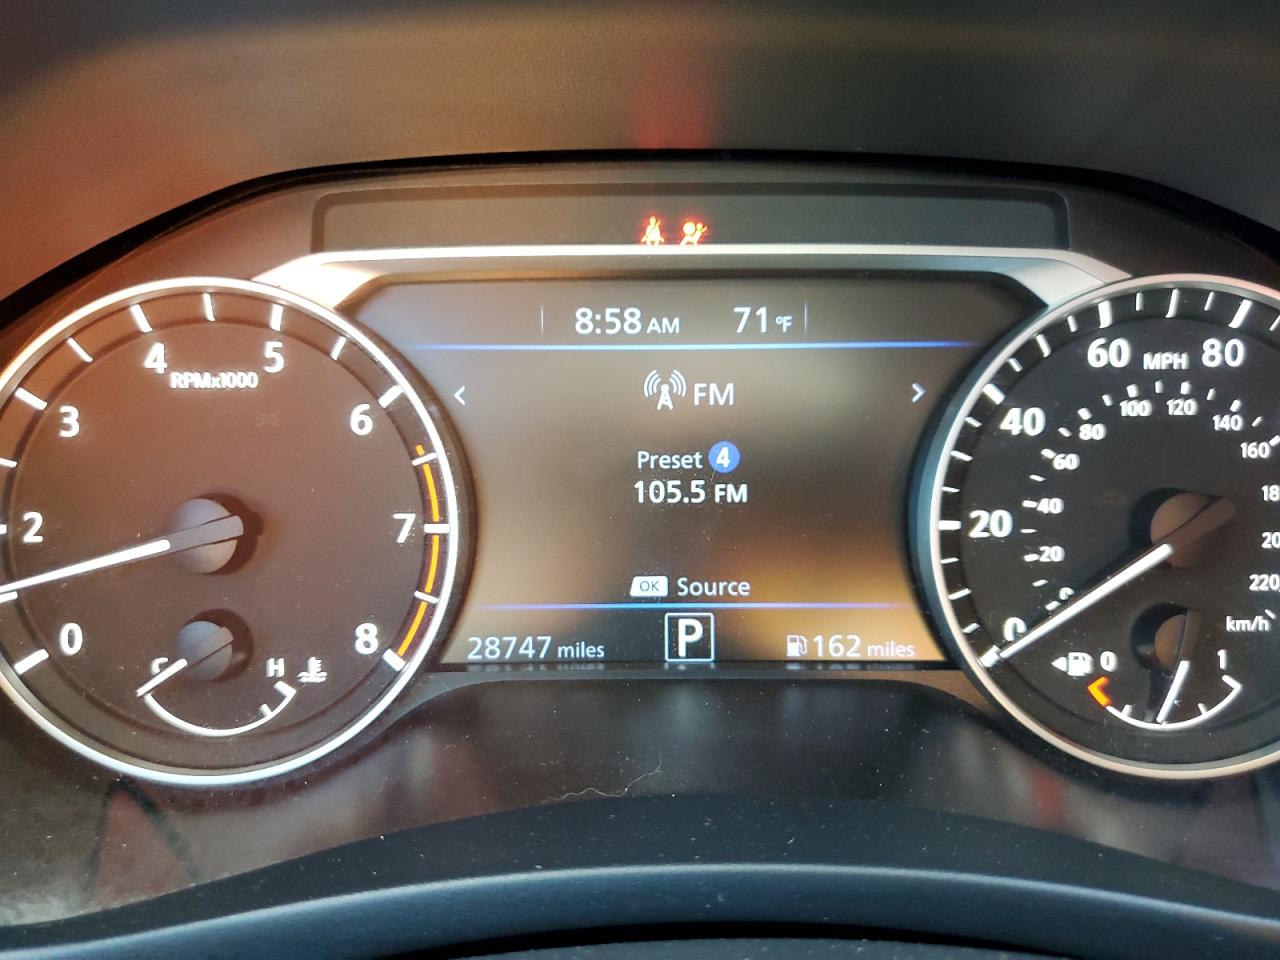 8:58 AM 71 °F
FM
Preset 4
105.5 FM
OK Source
28747 miles P 162 miles
4 5
RPMx1000
3 6
2 7
0 8
C H
60 MPH 80
40
20
0
100 120 140
80 160
60
40
20
0
220
km/h
0 1